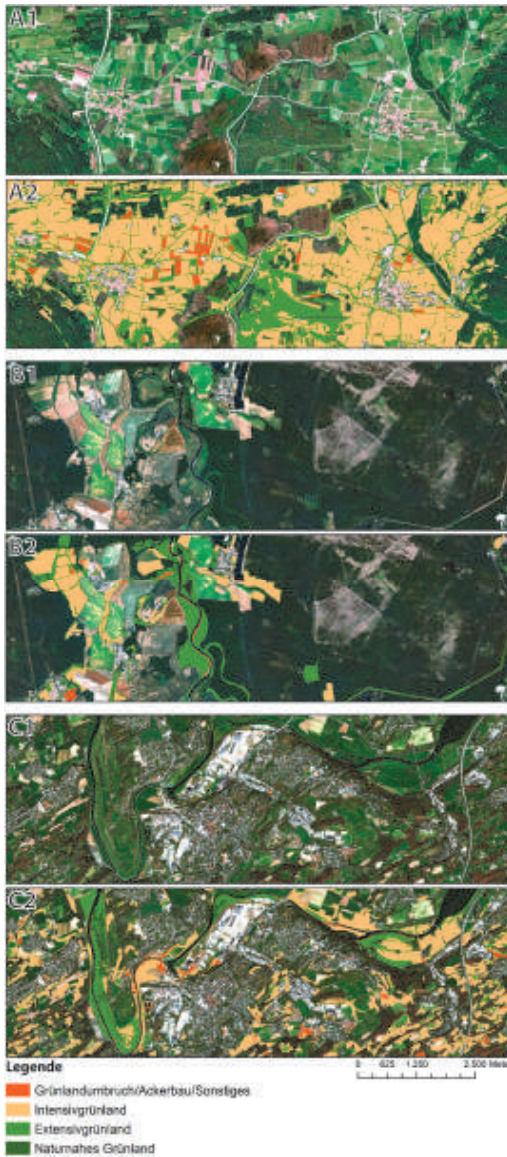 A1
A2
B1
B2
C1
C2
Legende
0 625 1.250 2.500
Grünlandumbruch/Ackerbau/Sonstiges
Intensivgrünland
Extensivgrünland
Naturnahes Grünland